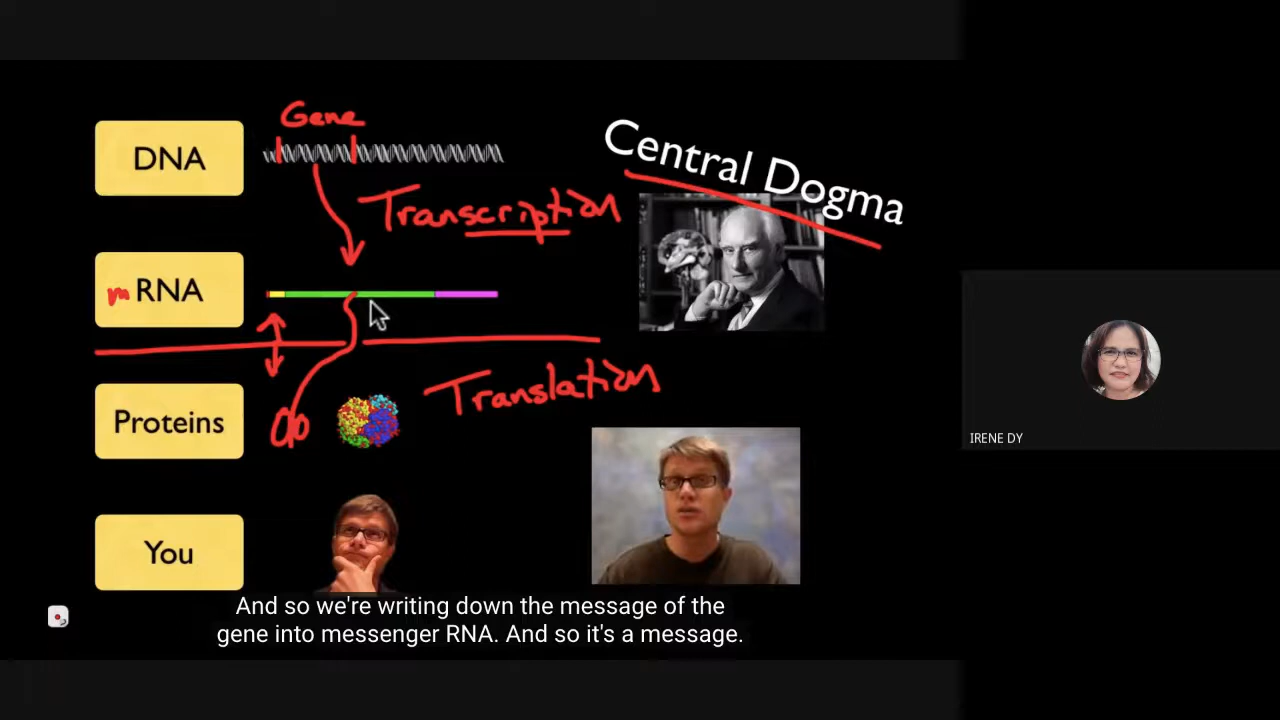 Gene
DNA
Central Dogma
Transcription
mRNA
Translation
Proteins
IRENE DY
You
And so we're writing down the message of the
gene into messenger RNA. And so it's a message.